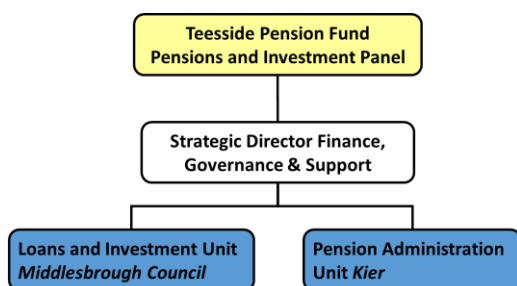 Teesside Pension Fund
Pensions and Investment Panel
Strategic Director Finance,
Governance & Support
Loans and Investment Unit
Middlesbrough Council
Pension Administration
Unit Kier